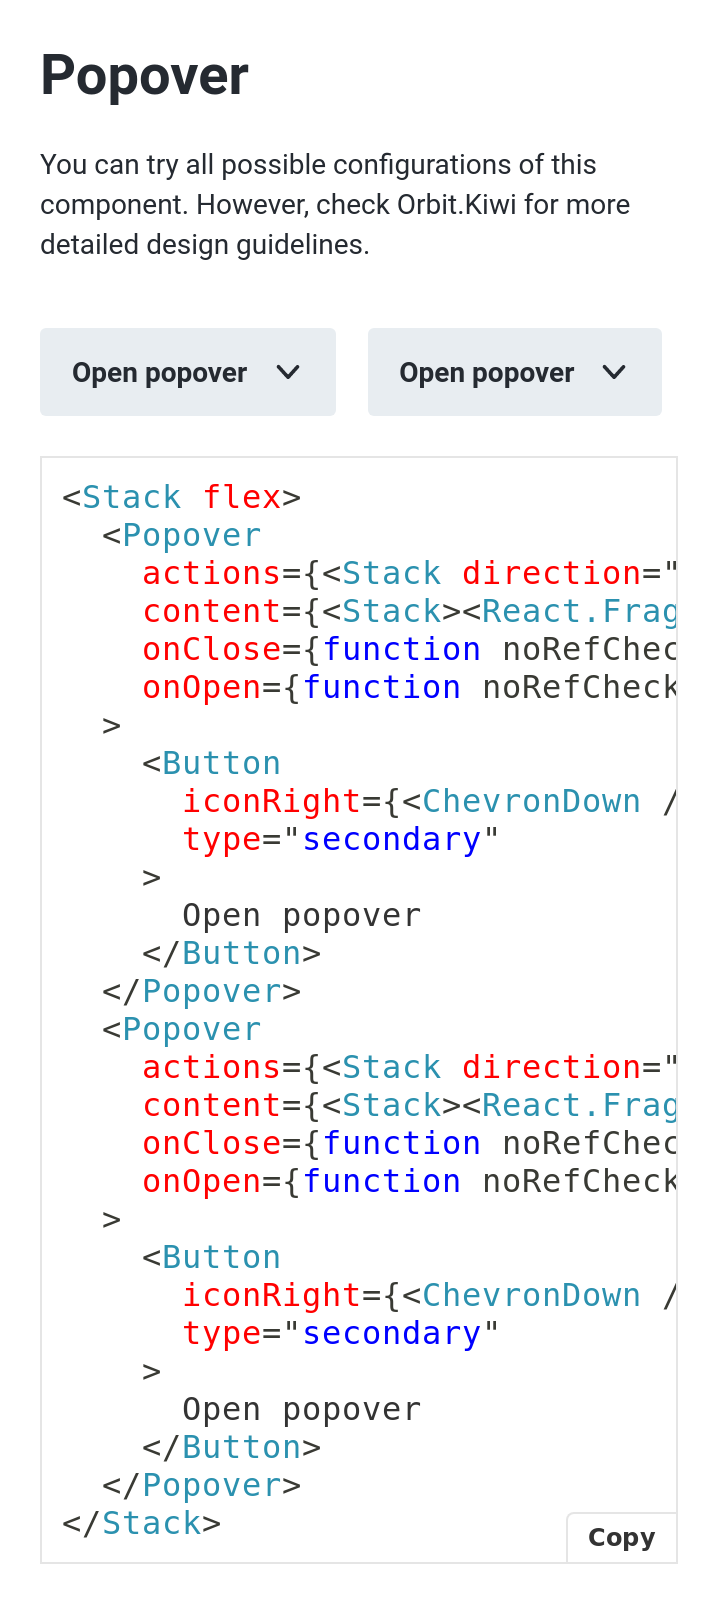 Popover
You can try all possible configurations of this
component. However, check Orbit.Kiwi for more
detailed design guidelines.
Open popover Open popover
<Stack flex>
  <Popover
    actions={<Stack direction="
    content={<Stack><React.Frag
    onClose={function noRefChec
    onOpen={function noRefCheck
  >
    <Button
      iconRight={<ChevronDown /
      type="secondary"
    >
      Open popover
    </Button>
  </Popover>
  <Popover
    actions={<Stack direction="
    content={<Stack><React.Frag
    onClose={function noRefChec
    onOpen={function noRefCheck
  >
    <Button
      iconRight={<ChevronDown /
      type="secondary"
    >
      Open popover
    </Button>
  </Popover>
</Stack>
Copy